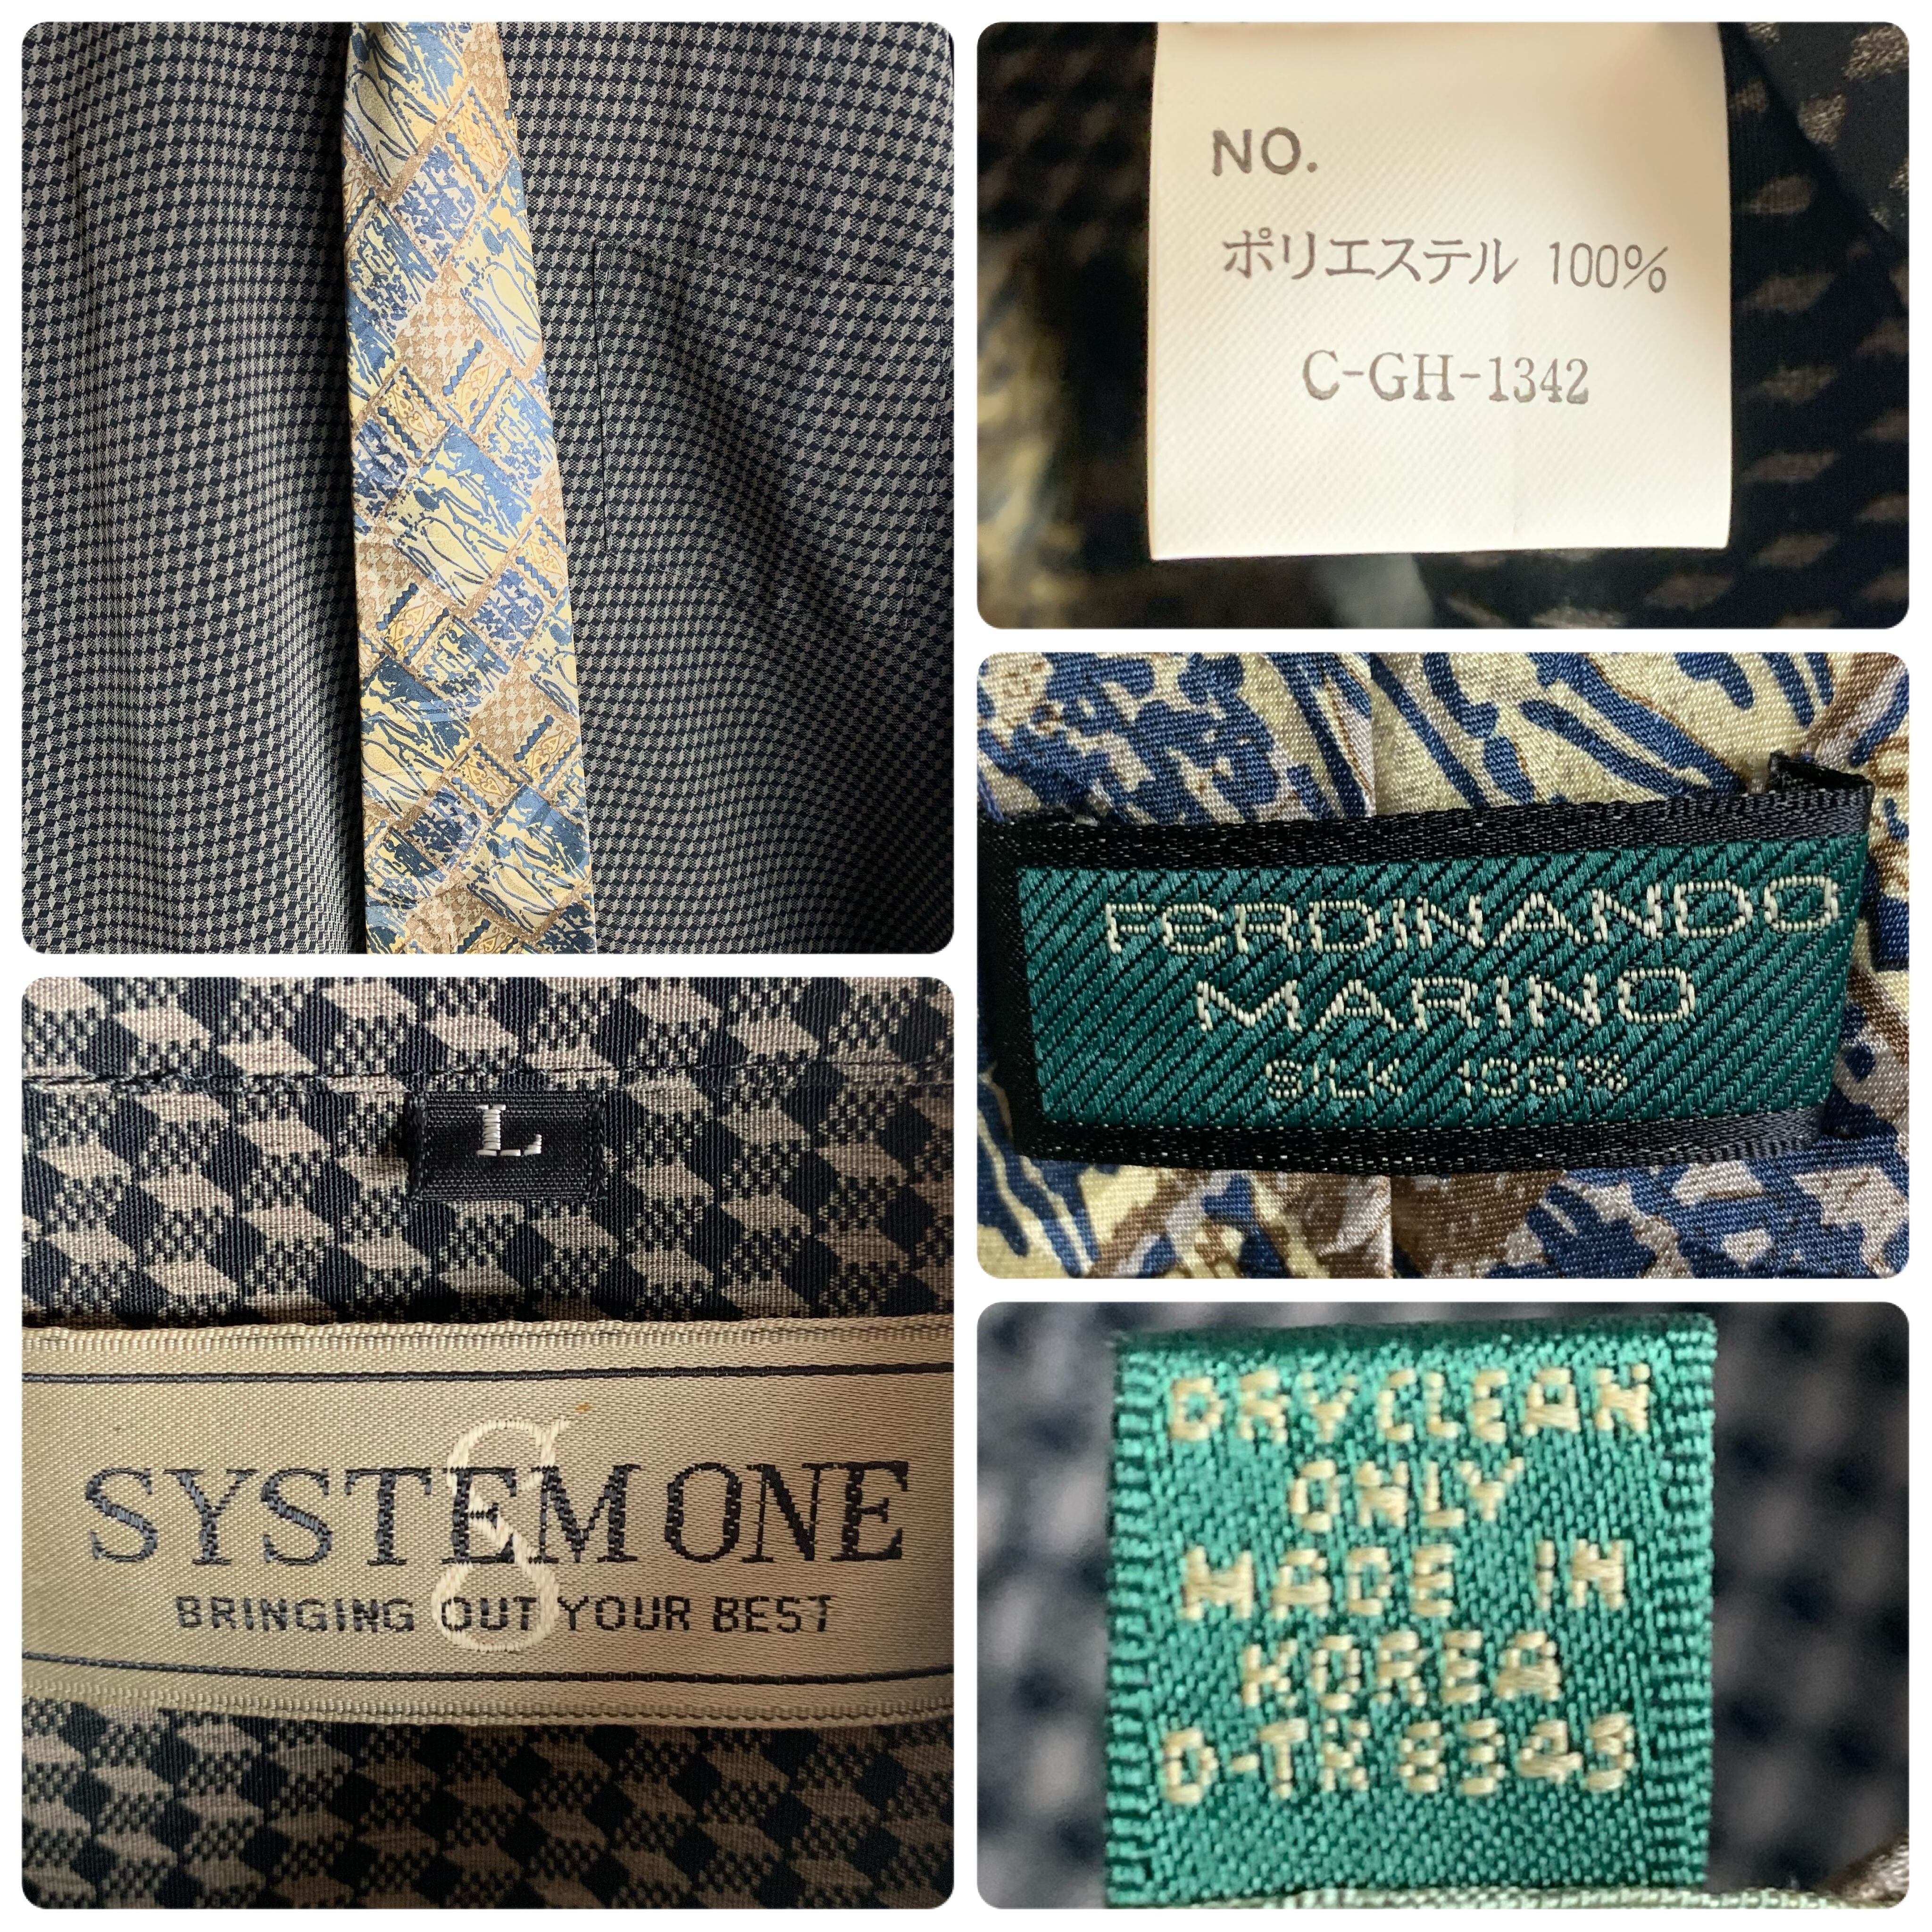 NO.
ポリエステル 100%
C-GH-1342
FERDINANDO
MARINO
SILK 100%
L
SYSTEM ONE
S
BRINGING OUT YOUR BEST
DRYCLEAN
ONLY
MADE IN
KOREA
D-TK8345